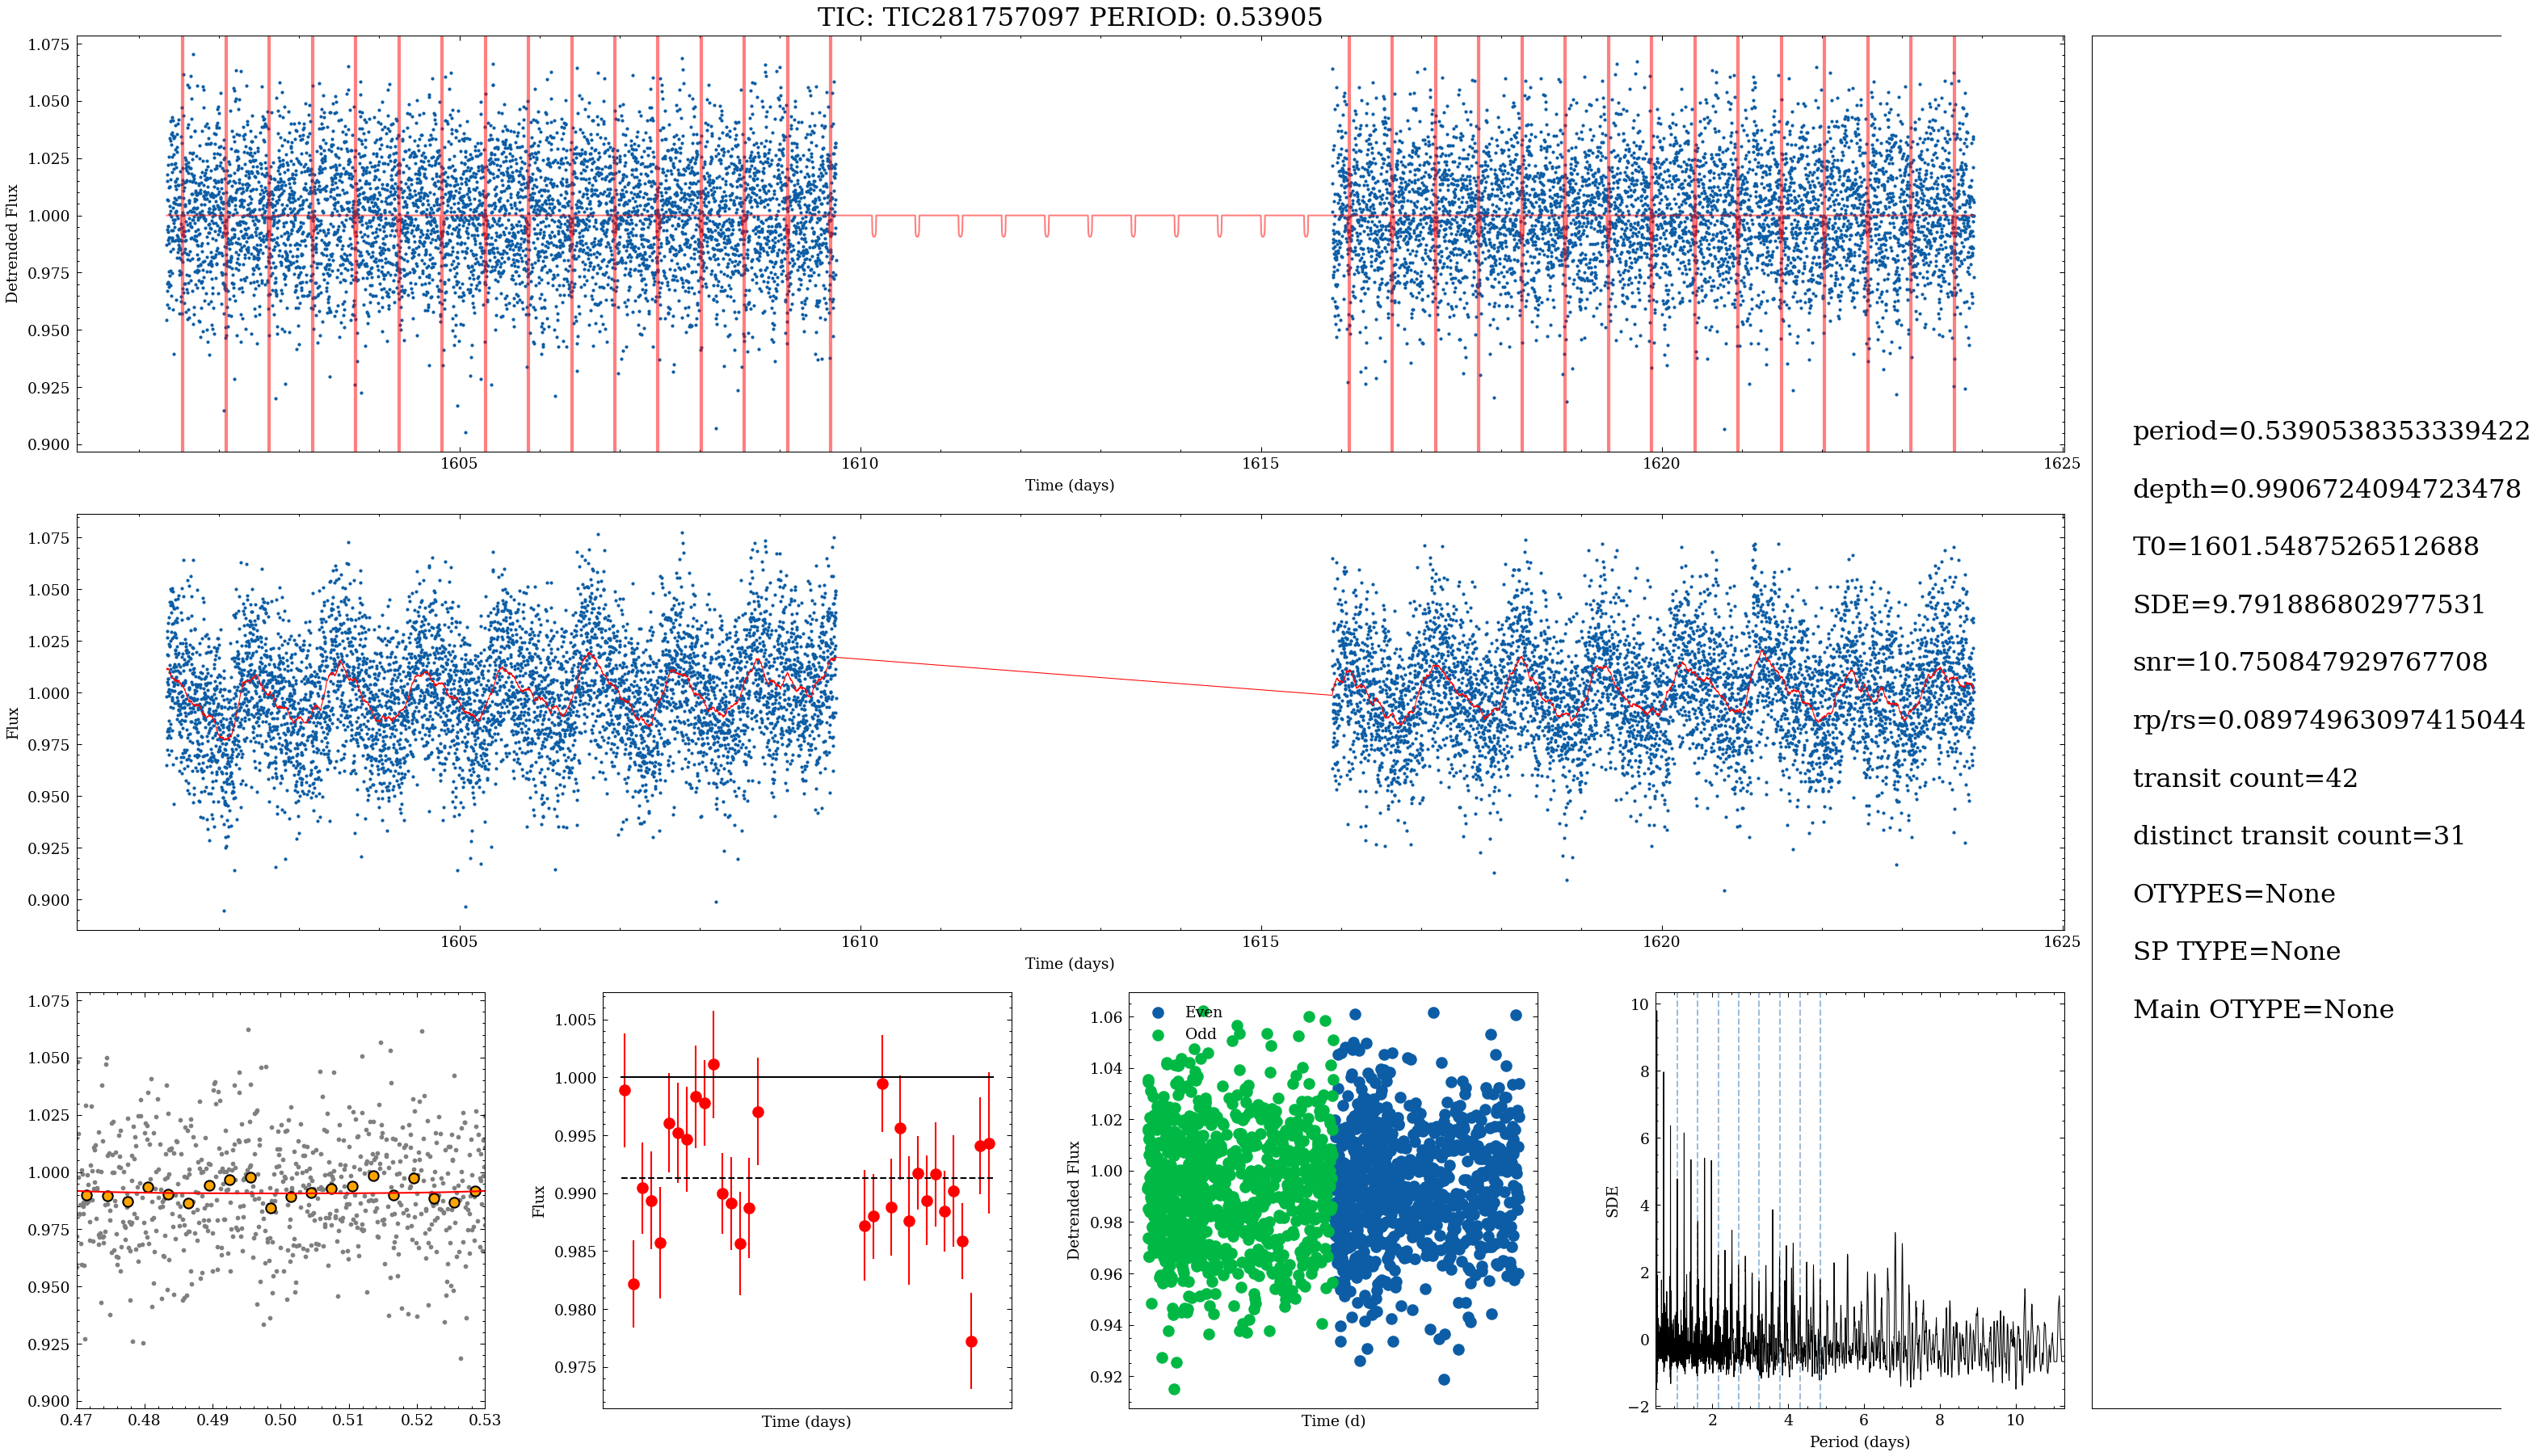 TIC: TIC281757097 PERIOD: 0.53905
1.075
1.050
1.025
1.000
0.975
0.950
0.925
0.900
Detrended Flux
1605
1610
1615
1620
1625
Time (days)
1.075
1.050
1.025
1.000
0.975
0.950
0.925
0.900
Flux
1605
1610
1615
1620
1625
Time (days)
1.075
1.050
1.025
1.000
0.975
0.950
0.925
0.900
0.47
0.48
0.49
0.50
0.51
0.52
0.53
1.005
1.000
0.995
0.990
0.985
0.980
0.975
Flux
Time (days)
Even
Odd
1.06
1.04
1.02
1.00
0.98
0.96
0.94
0.92
Detrended Flux
Time (d)
10
8
6
4
2
0
−2
SDE
2
4
6
8
10
Period (days)
period=0.5390538353339422
depth=0.9906724094723478
T0=1601.5487526512688
SDE=9.791886802977531
snr=10.750847929767708
rp/rs=0.08974963097415044
transit count=42
distinct transit count=31
OTYPES=None
SP TYPE=None
Main OTYPE=None